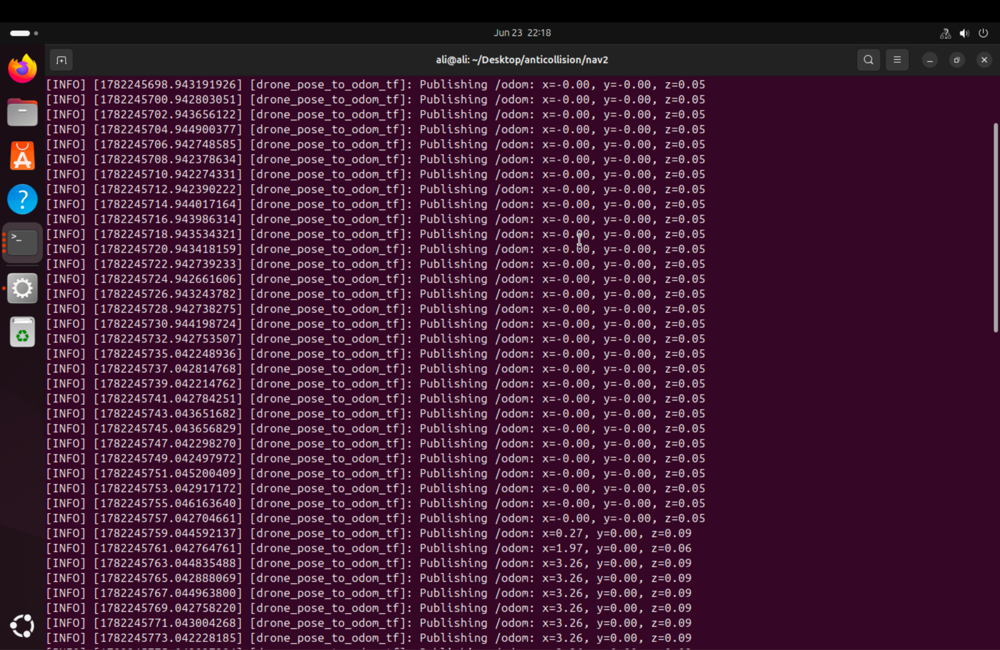 Jun 23 22:18
ali@ali: ~/Desktop/anticollision/nav2
[INFO] [1782245698.943191926] [drone_pose_to_odom_tf]: Publishing /odom: x=-0.00, y=-0.00, z=0.05
[INFO] [1782245700.942803051] [drone_pose_to_odom_tf]: Publishing /odom: x=-0.00, y=-0.00, z=0.05
[INFO] [1782245702.943656122] [drone_pose_to_odom_tf]: Publishing /odom: x=-0.00, y=-0.00, z=0.05
[INFO] [1782245704.944900377] [drone_pose_to_odom_tf]: Publishing /odom: x=-0.00, y=-0.00, z=0.05
[INFO] [1782245706.942748585] [drone_pose_to_odom_tf]: Publishing /odom: x=-0.00, y=-0.00, z=0.05
[INFO] [1782245708.942378634] [drone_pose_to_odom_tf]: Publishing /odom: x=-0.00, y=-0.00, z=0.05
[INFO] [1782245710.942274331] [drone_pose_to_odom_tf]: Publishing /odom: x=-0.00, y=-0.00, z=0.05
[INFO] [1782245712.942390222] [drone_pose_to_odom_tf]: Publishing /odom: x=-0.00, y=-0.00, z=0.05
[INFO] [1782245714.944017164] [drone_pose_to_odom_tf]: Publishing /odom: x=-0.00, y=-0.00, z=0.05
[INFO] [1782245716.943986314] [drone_pose_to_odom_tf]: Publishing /odom: x=-0.00, y=-0.00, z=0.05
[INFO] [1782245718.943534321] [drone_pose_to_odom_tf]: Publishing /odom: x=-0.00, y=-0.00, z=0.05
[INFO] [1782245720.943418159] [drone_pose_to_odom_tf]: Publishing /odom: x=-0.00, y=-0.00, z=0.05
[INFO] [1782245722.942739233] [drone_pose_to_odom_tf]: Publishing /odom: x=-0.00, y=-0.00, z=0.05
[INFO] [1782245724.942661606] [drone_pose_to_odom_tf]: Publishing /odom: x=-0.00, y=-0.00, z=0.05
[INFO] [1782245726.943243782] [drone_pose_to_odom_tf]: Publishing /odom: x=-0.00, y=-0.00, z=0.05
[INFO] [1782245728.942738275] [drone_pose_to_odom_tf]: Publishing /odom: x=-0.00, y=-0.00, z=0.05
[INFO] [1782245730.944198724] [drone_pose_to_odom_tf]: Publishing /odom: x=-0.00, y=-0.00, z=0.05
[INFO] [1782245732.942753507] [drone_pose_to_odom_tf]: Publishing /odom: x=-0.00, y=-0.00, z=0.05
[INFO] [1782245735.042248936] [drone_pose_to_odom_tf]: Publishing /odom: x=-0.00, y=-0.00, z=0.05
[INFO] [1782245737.042814768] [drone_pose_to_odom_tf]: Publishing /odom: x=-0.00, y=-0.00, z=0.05
[INFO] [1782245739.042214762] [drone_pose_to_odom_tf]: Publishing /odom: x=-0.00, y=-0.00, z=0.05
[INFO] [1782245741.042784251] [drone_pose_to_odom_tf]: Publishing /odom: x=-0.00, y=-0.00, z=0.05
[INFO] [1782245743.043651682] [drone_pose_to_odom_tf]: Publishing /odom: x=-0.00, y=-0.00, z=0.05
[INFO] [1782245745.043656829] [drone_pose_to_odom_tf]: Publishing /odom: x=-0.00, y=-0.00, z=0.05
[INFO] [1782245747.042298270] [drone_pose_to_odom_tf]: Publishing /odom: x=-0.00, y=-0.00, z=0.05
[INFO] [1782245749.042497972] [drone_pose_to_odom_tf]: Publishing /odom: x=-0.00, y=-0.00, z=0.05
[INFO] [1782245751.045200409] [drone_pose_to_odom_tf]: Publishing /odom: x=-0.00, y=-0.00, z=0.05
[INFO] [1782245753.042917172] [drone_pose_to_odom_tf]: Publishing /odom: x=-0.00, y=-0.00, z=0.05
[INFO] [1782245755.046163640] [drone_pose_to_odom_tf]: Publishing /odom: x=-0.00, y=-0.00, z=0.05
[INFO] [1782245757.042704661] [drone_pose_to_odom_tf]: Publishing /odom: x=-0.00, y=-0.00, z=0.05
[INFO] [1782245759.044592137] [drone_pose_to_odom_tf]: Publishing /odom: x=0.27, y=0.00, z=0.09
[INFO] [1782245761.042764761] [drone_pose_to_odom_tf]: Publishing /odom: x=1.97, y=0.00, z=0.06
[INFO] [1782245763.044835488] [drone_pose_to_odom_tf]: Publishing /odom: x=3.26, y=0.00, z=0.09
[INFO] [1782245765.042888069] [drone_pose_to_odom_tf]: Publishing /odom: x=3.26, y=0.00, z=0.09
[INFO] [1782245767.044963800] [drone_pose_to_odom_tf]: Publishing /odom: x=3.26, y=0.00, z=0.09
[INFO] [1782245769.042758220] [drone_pose_to_odom_tf]: Publishing /odom: x=3.26, y=0.00, z=0.09
[INFO] [1782245771.043004268] [drone_pose_to_odom_tf]: Publishing /odom: x=3.26, y=0.00, z=0.09
[INFO] [1782245773.042228185] [drone_pose_to_odom_tf]: Publishing /odom: x=3.26, y=0.00, z=0.09